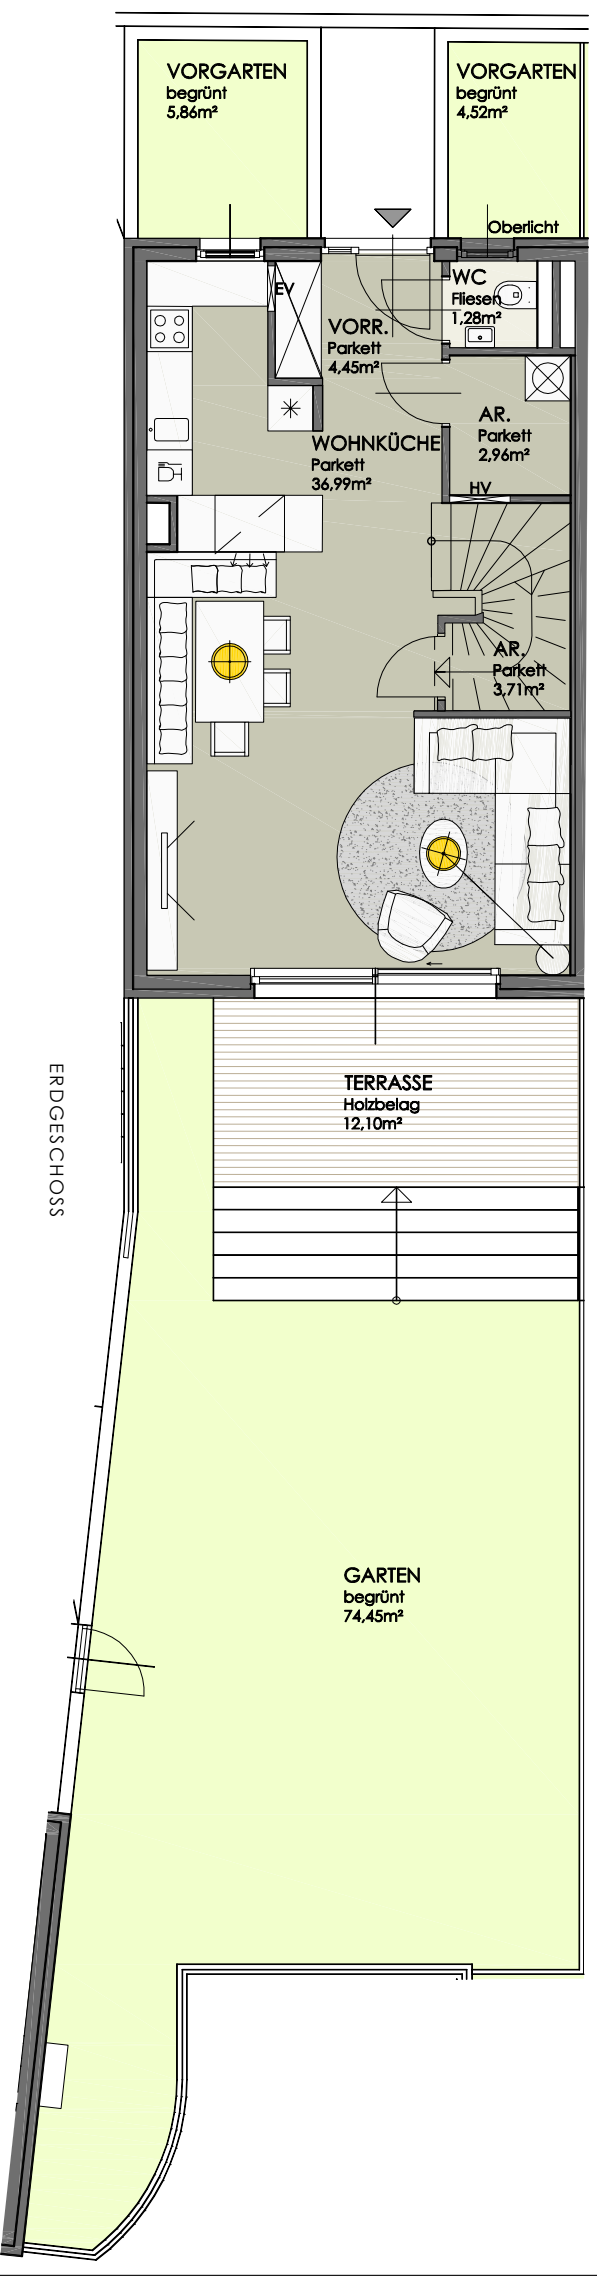 VORGARTEN
begrünt
5,86m²
VORGARTEN
begrünt
4,52m²
Oberlicht
EV
WC
Fliesen
1,28m²
VORR.
Parkett
4,45m²
AR.
Parkett
2,96m²
WOHNKÜCHE
Parkett
36,99m²
HV
AR.
Parkett
3,71m²
ERDGESCHOSS
TERRASSE
Holzbelag
12,10m²
GARTEN
begrünt
74,45m²